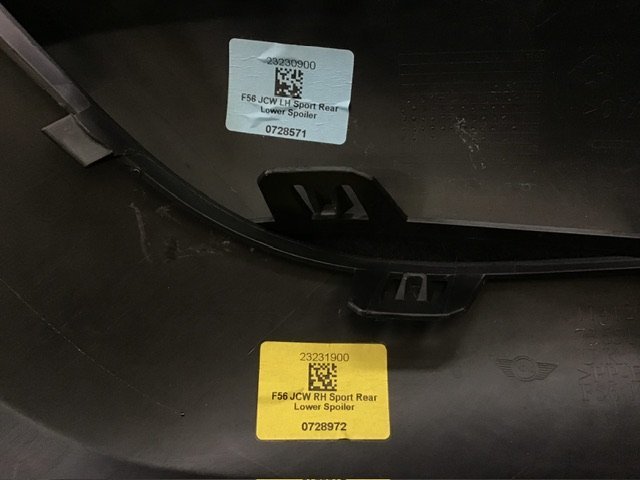 23230900
F56 JCW LH Sport Rear
Lower Spoiler
0728571
23231900
F56 JCW RH Sport Rear
Lower Spoiler
0728972